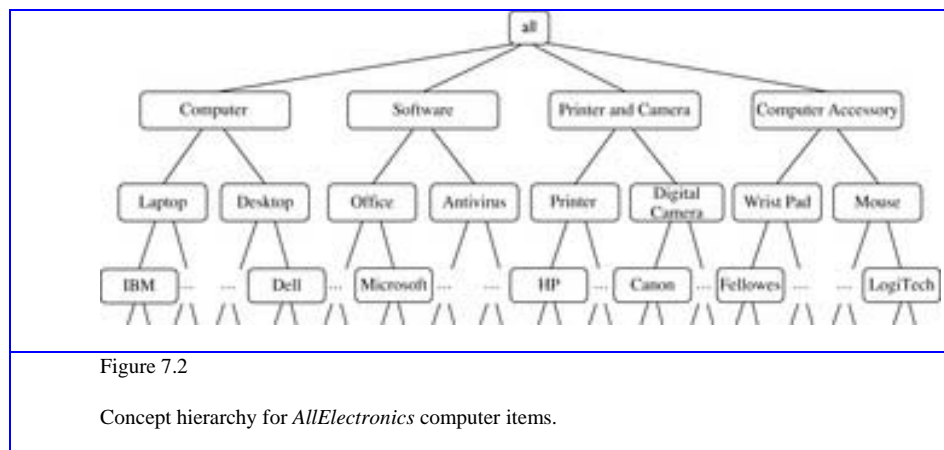 all
Computer Software Printer and Camera Computer Accessory
Laptop Desktop Office Antivirus Printer Digital Camera Wrist Pad Mouse
IBM ... ... Dell ... Microsoft ... ... HP ... Canon ... Fellowes ... ... LogiTech
Figure 7.2
Concept hierarchy for AllElectronics computer items.